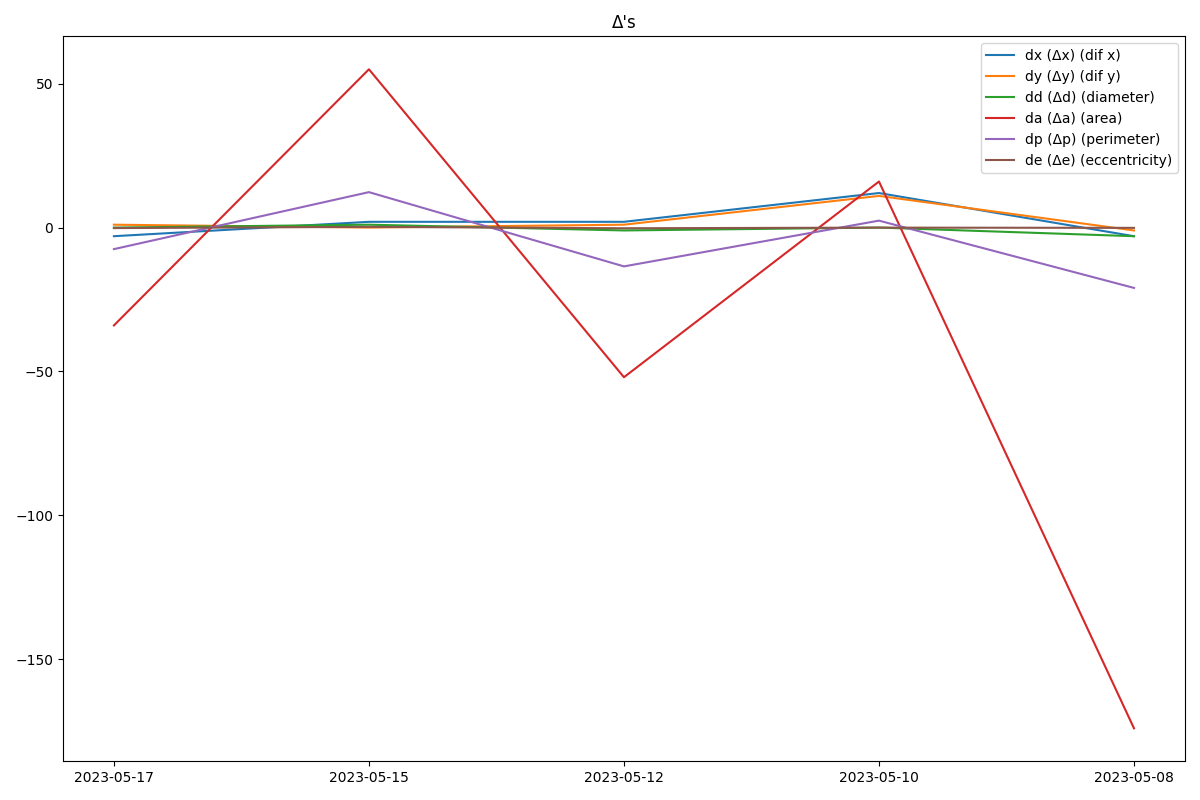 Δ's
dx (Δx) (dif x)
dy (Δy) (dif y)
dd (Δd) (diameter)
da (Δa) (area)
dp (Δp) (perimeter)
de (Δe) (eccentricity)
50
0
−50
−100
−150
2023-05-17 2023-05-15 2023-05-12 2023-05-10 2023-05-08